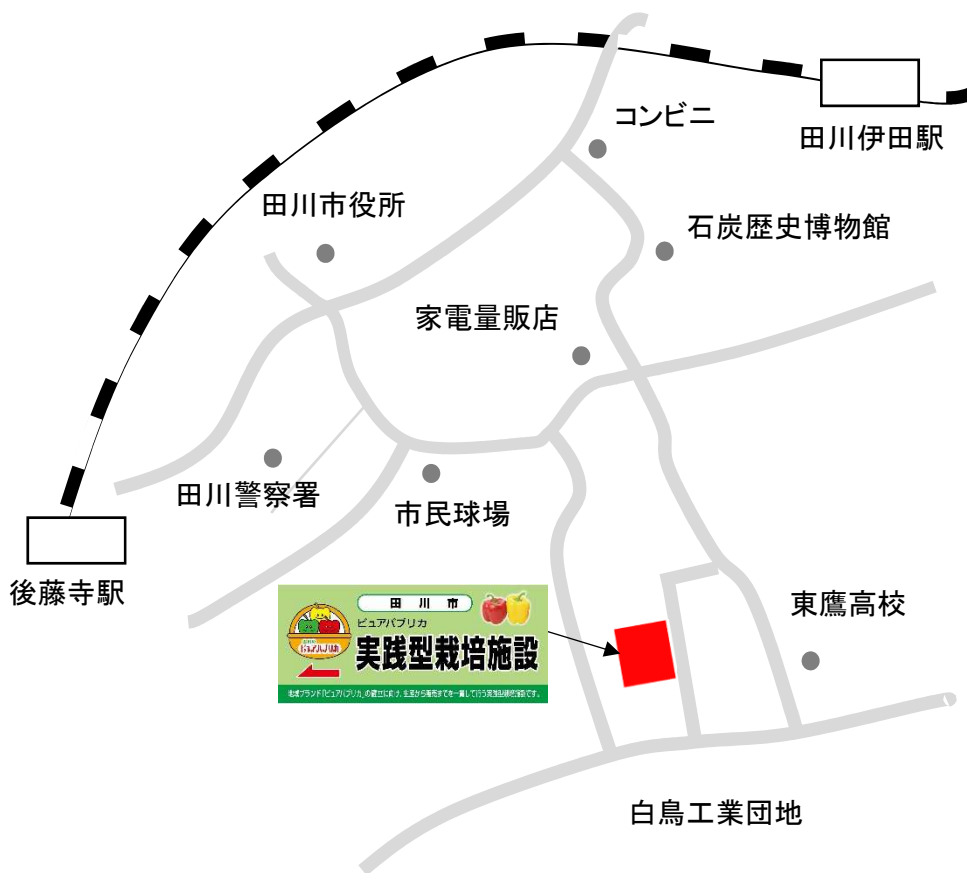 コンビニ
田川伊田駅
田川市役所
石炭歴史博物館
家電量販店
田川警察署
市民球場
後藤寺駅
田川市
ピュアパプリカ
実践型栽培施設
東鷹高校
白鳥工業団地